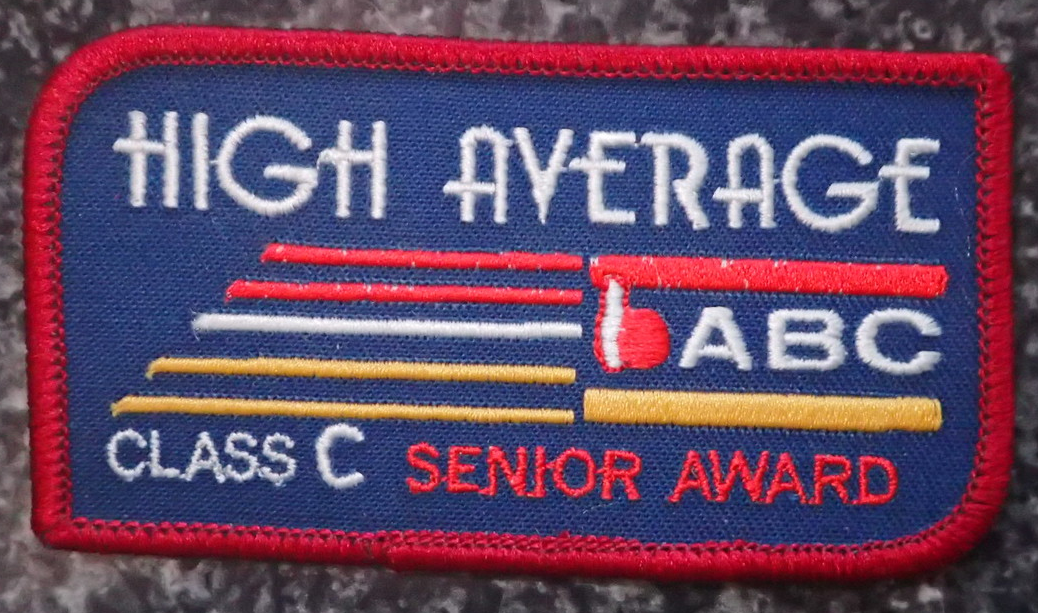 HIGH AVERAGE
ABC
CLASS C SENIOR AWARD